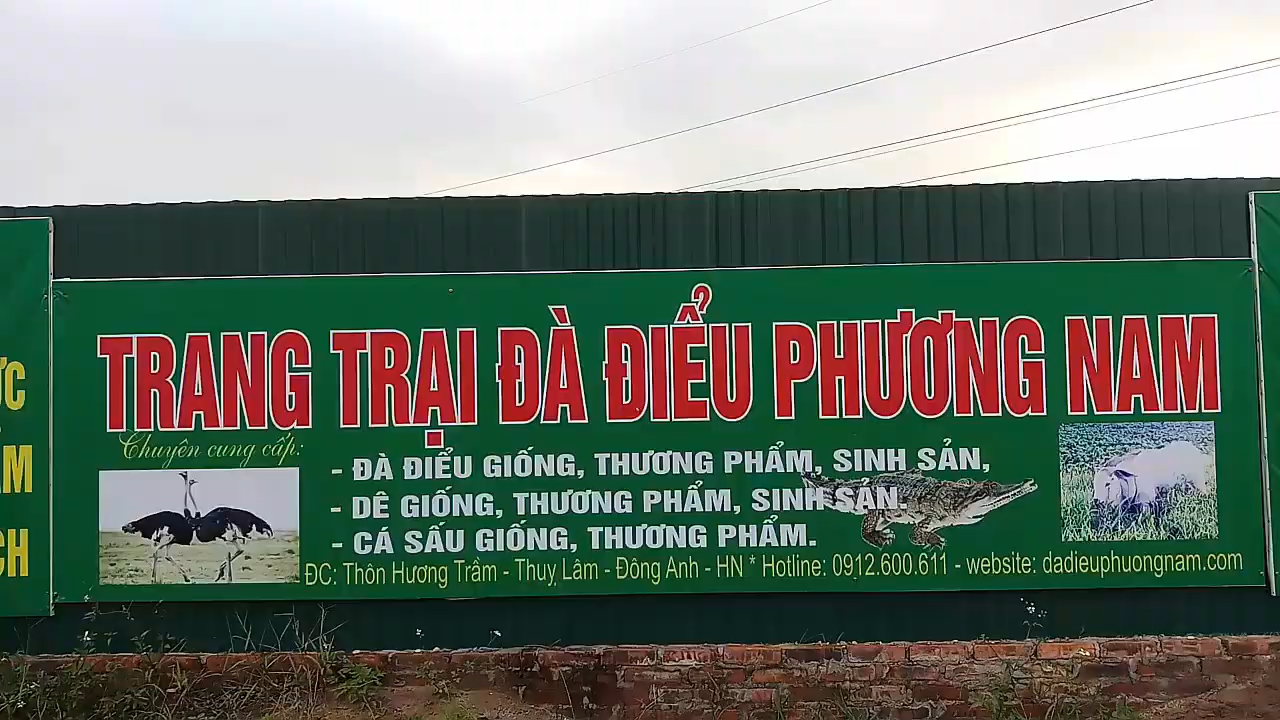 TRANG TRẠI ĐÀ ĐIỂU PHƯƠNG NAM
Chuyên cung cấp:
- ĐÀ ĐIỂU GIỐNG, THƯƠNG PHẨM, SINH SẢN,
- DÊ GIỐNG, THƯƠNG PHẨM, SINH SẢN.
- CÁ SẤU GIỐNG, THƯƠNG PHẨM.
ĐC: Thôn Hương Trầm - Thuỵ Lâm - Đông Anh - HN * Hotline: 0912.600.611 - website: dadieuphuongnam.com